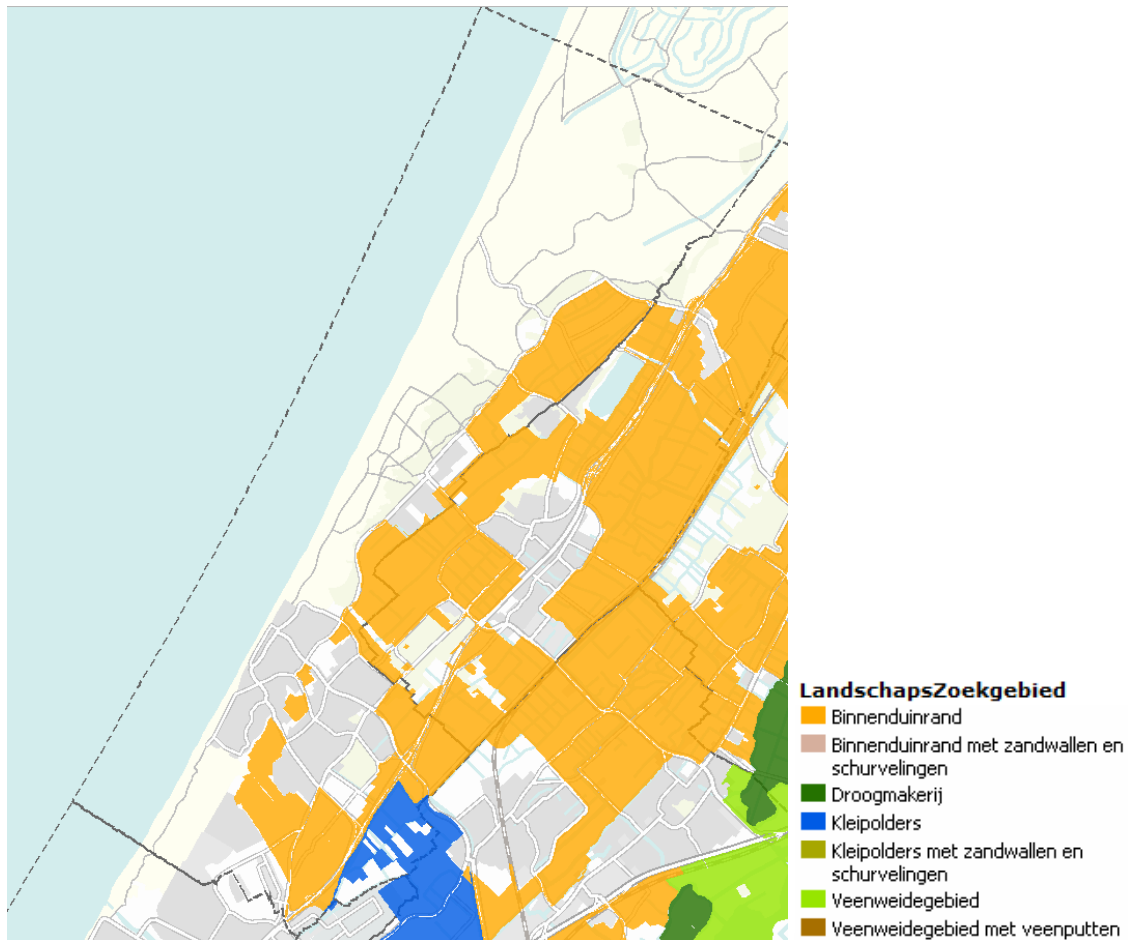 LandschapsZoekgebied
Binnenduinrand
Binnenduinrand met zandwallen en
schurvelingen
Droogmakerij
Kleipolders
Kleipolders met zandwallen en
schurvelingen
Veenweidegebied
Veenweidegebied met veenputten